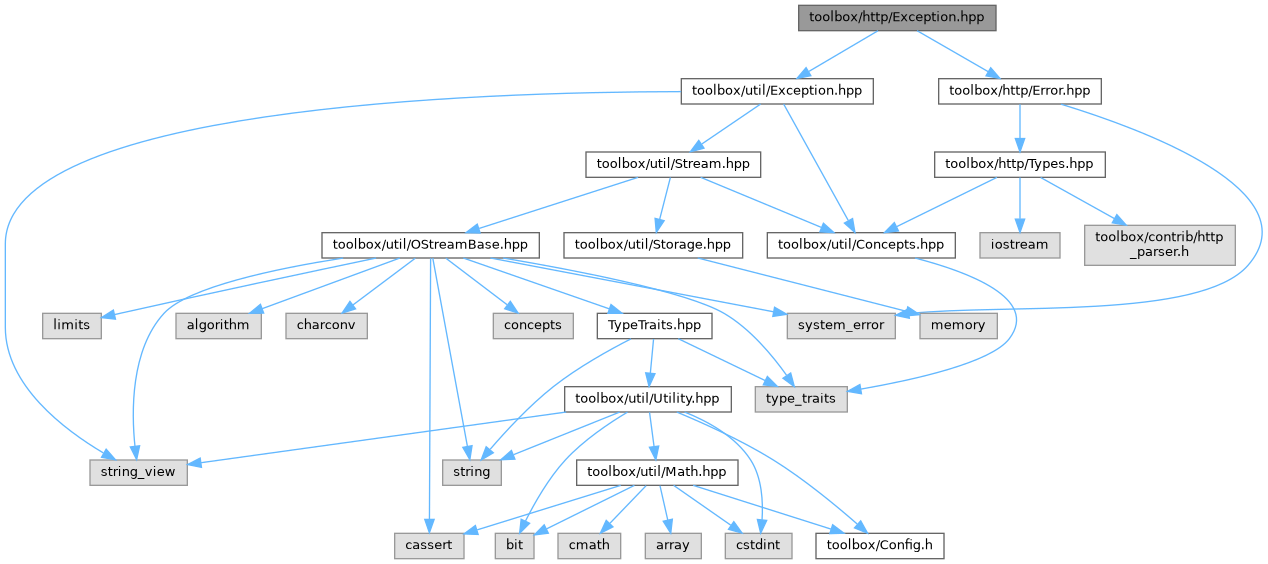 toolbox/http/Exception.hpp
toolbox/util/Exception.hpp
toolbox/http/Error.hpp
toolbox/util/Stream.hpp
toolbox/http/Types.hpp
toolbox/util/OStreamBase.hpp
toolbox/util/Storage.hpp
toolbox/util/Concepts.hpp
iostream
toolbox/contrib/http
_parser.h
limits
algorithm
charconv
concepts
TypeTraits.hpp
system_error
memory
toolbox/util/Utility.hpp
type_traits
string_view
string
toolbox/util/Math.hpp
cassert
bit
cmath
array
cstdint
toolbox/Config.h